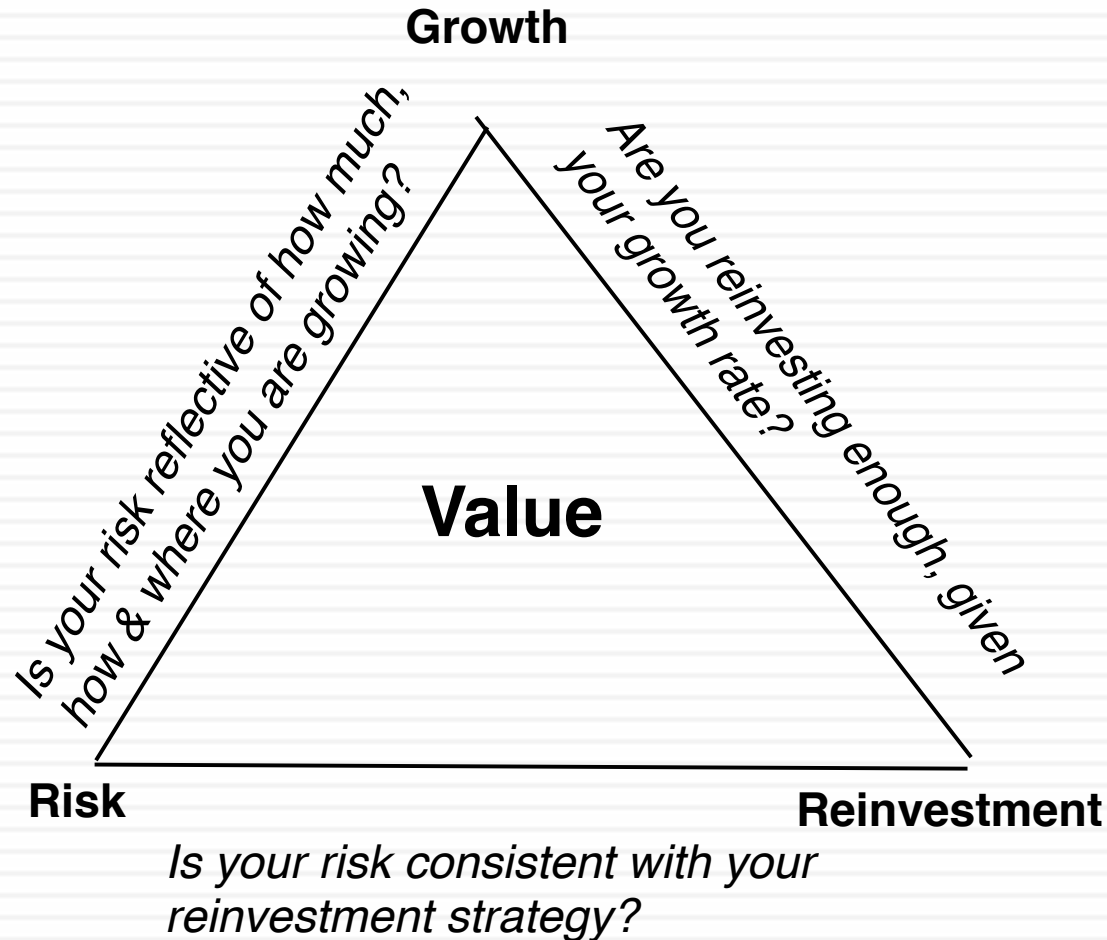 Growth
Is your risk reflective of how much,
how & where you are growing?
Are you reinvesting enough, given
your growth rate?
Value
Risk
Reinvestment
Is your risk consistent with your
reinvestment strategy?